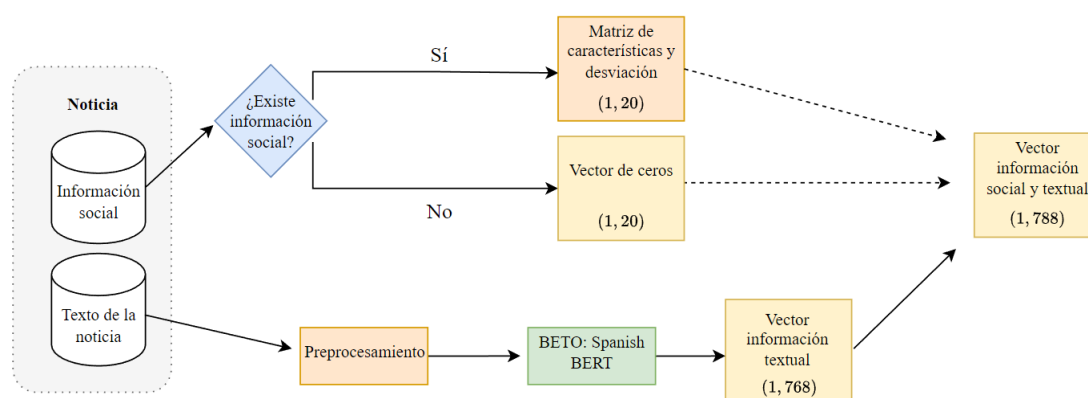 Noticia
Información
social
Texto de la
noticia
¿Existe
información
social?
Sí
No
Matriz de
características y
desviación
(1, 20)
Vector de ceros
(1, 20)
Preprocesamiento
BETO: Spanish
BERT
Vector
información
textual
(1, 768)
Vector
información
social y textual
(1, 788)